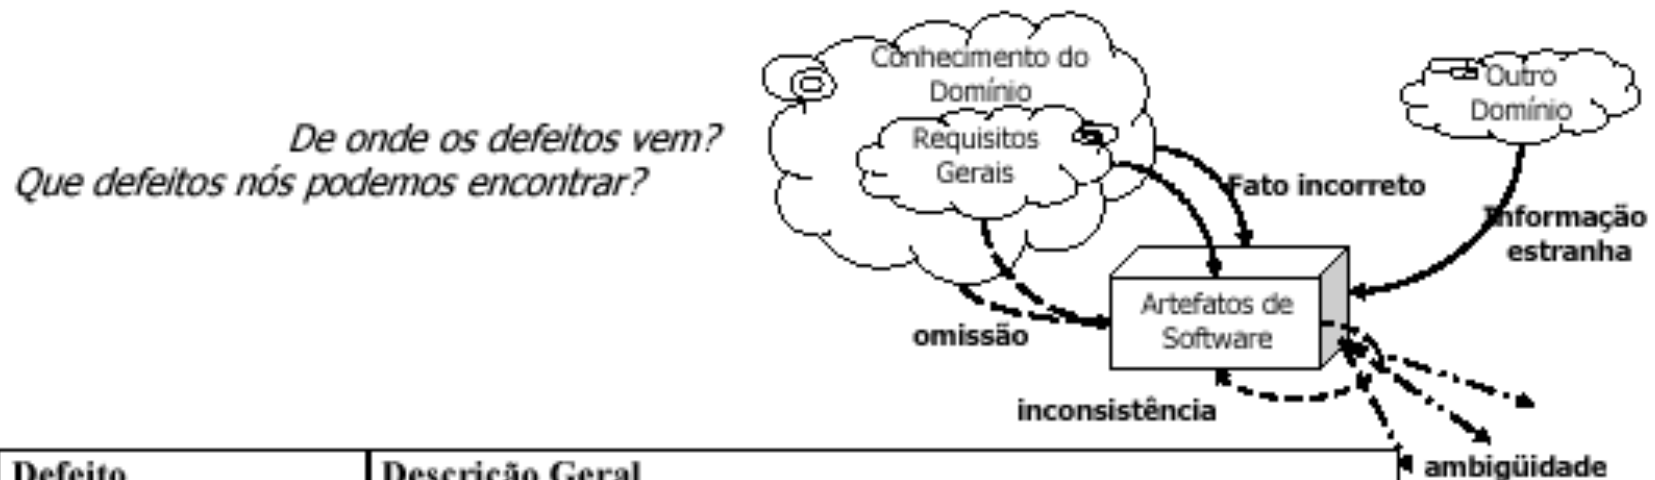 De onde os defeitos vem?
Que defeitos nós podemos encontrar?
Conhecimento do
Domínio
Requisitos
Gerais
Outro
Domínio
Fato incorreto
Informação
estranha
Artefatos de
Software
omissão
inconsistência
ambigüidade
Defeito
Descrição Geral